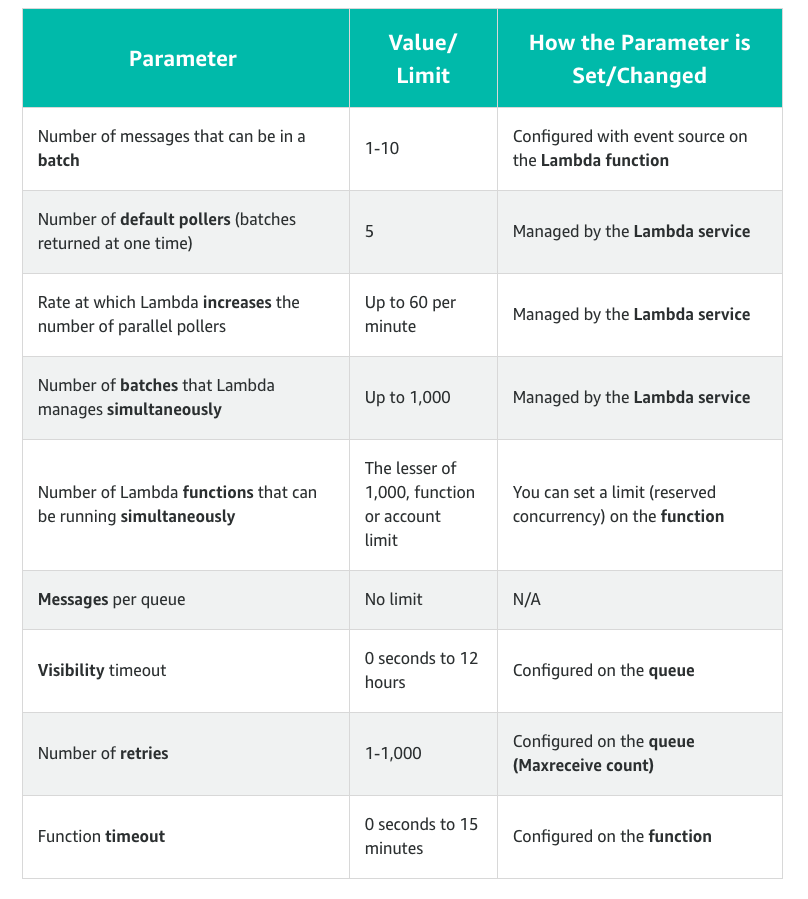 Parameter
Value/
Limit
How the Parameter is
Set/Changed
Number of messages that can be in a
batch
1-10
Configured with event source on
the Lambda function
Number of default pollers (batches
returned at one time)
5
Managed by the Lambda service
Rate at which Lambda increases the
number of parallel pollers
Up to 60 per
minute
Managed by the Lambda service
Number of batches that Lambda
manages simultaneously
Up to 1,000
Managed by the Lambda service
Number of Lambda functions that can
be running simultaneously
The lesser of
1,000, function
or account
limit
You can set a limit (reserved
concurrency) on the function
Messages per queue
No limit
N/A
Visibility timeout
0 seconds to 12
hours
Configured on the queue
Number of retries
1-1,000
Configured on the queue
(Maxreceive count)
Function timeout
0 seconds to 15
minutes
Configured on the function